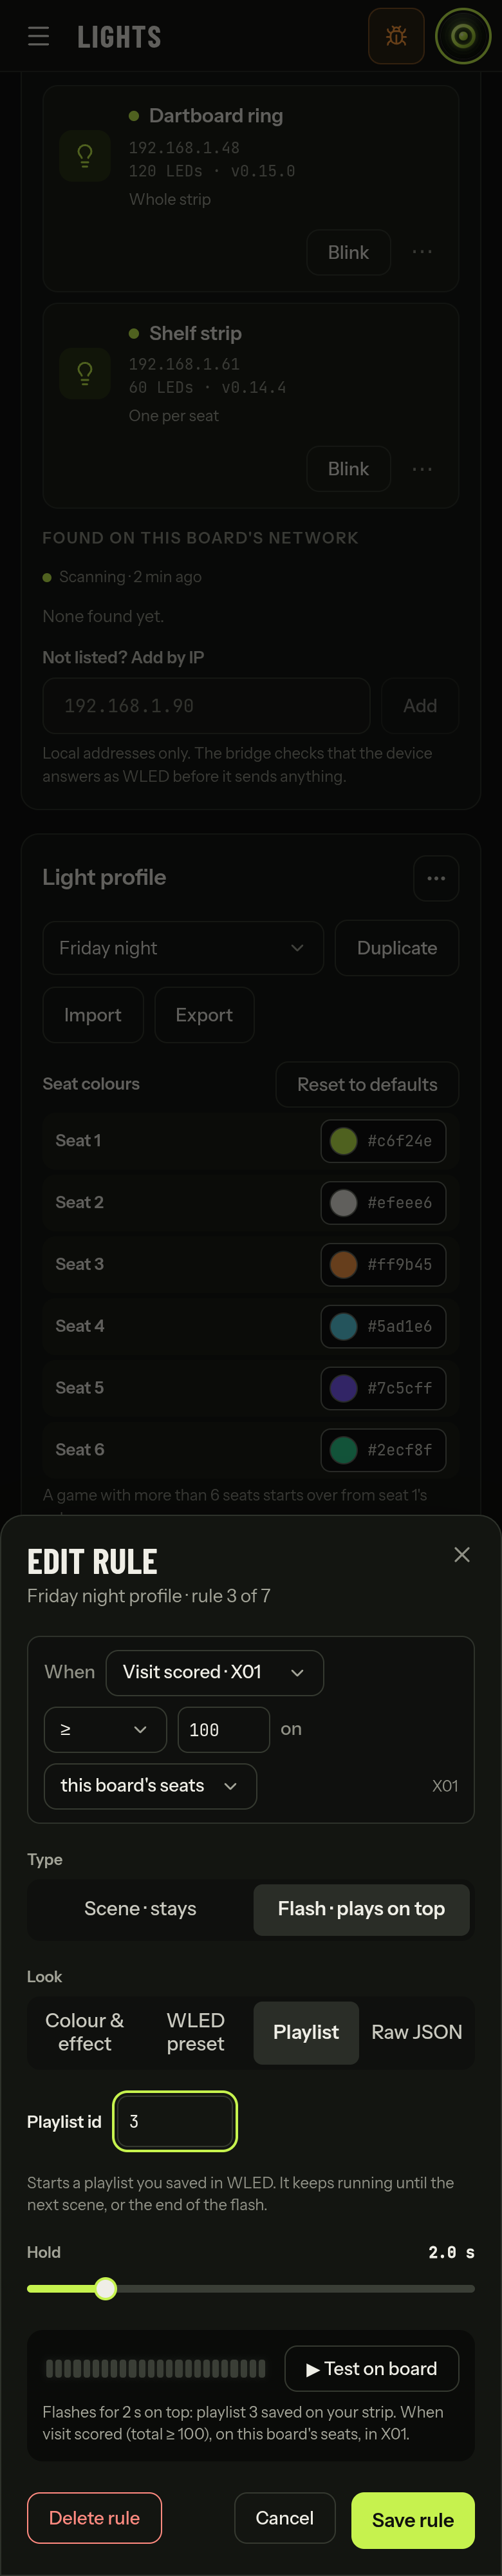 LIGHTS
Dartboard ring
192.168.1.48
120 LEDs · v0.15.0
Whole strip
Blink
Shelf strip
192.168.1.61
60 LEDs · v0.14.4
One per seat
Blink
FOUND ON THIS BOARD'S NETWORK
Scanning · 2 min ago
None found yet.
Not listed? Add by IP
192.168.1.90
Add
Local addresses only. The bridge checks that the device
answers as WLED before it sends anything.
Light profile
Friday night
Duplicate
Import
Export
Seat colours
Reset to defaults
Seat 1
#c6f24e
Seat 2
#efeee6
Seat 3
#ff9b45
Seat 4
#5ad1e6
Seat 5
#7c5cff
Seat 6
#2ecf8f
A game with more than 6 seats starts over from seat 1's
EDIT RULE
Friday night profile · rule 3 of 7
When
Visit scored · X01
≥
100
on
this board's seats
X01
Type
Scene · stays
Flash · plays on top
Look
Colour &
effect
WLED
preset
Playlist
Raw JSON
Playlist id
3
Starts a playlist you saved in WLED. It keeps running until the
next scene, or the end of the flash.
Hold
2.0 s
▶ Test on board
Flashes for 2 s on top: playlist 3 saved on your strip. When
visit scored (total ≥ 100), on this board's seats, in X01.
Delete rule
Cancel
Save rule